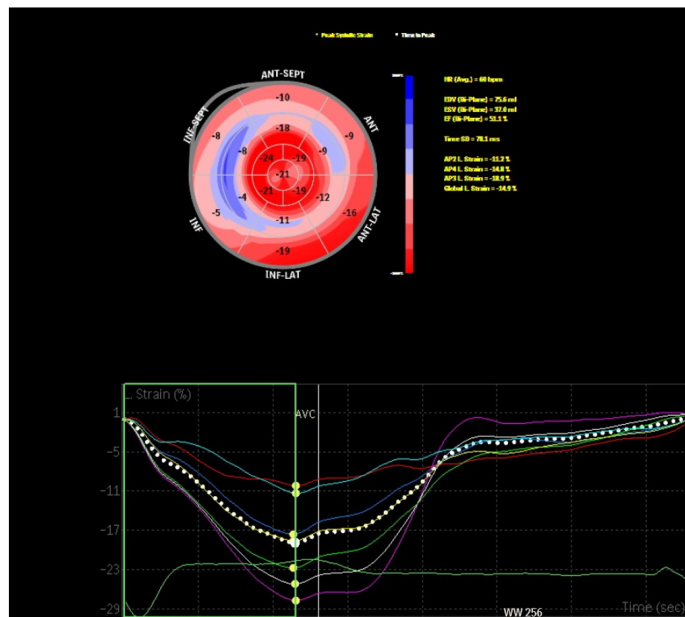 Peak Systolic Strain
Time to Peak
ANT-SEPT
ANT
ANT-LAT
INF-LAT
INF
INF-SEPT
-10
-18
-8
-8
-24
-19
-9
-9
-21
-19
-21
-5
-4
-12
-16
-11
-19
HR (Avg.) = 60 bpm
EDV (Bi-Plane) = 75.6 ml
ESV (Bi-Plane) = 37.0 ml
EF (Bi-Plane) = 51.1 %
Time SD = 78.1 ms
AP2 L. Strain = -11.2 %
AP4 L. Strain = -14.8 %
AP3 L. Strain = -18.9 %
Global L. Strain = -14.9 %
L. Strain (%)
AVC
1
-5
-11
-17
-23
-29
WW 256
Time (sec)